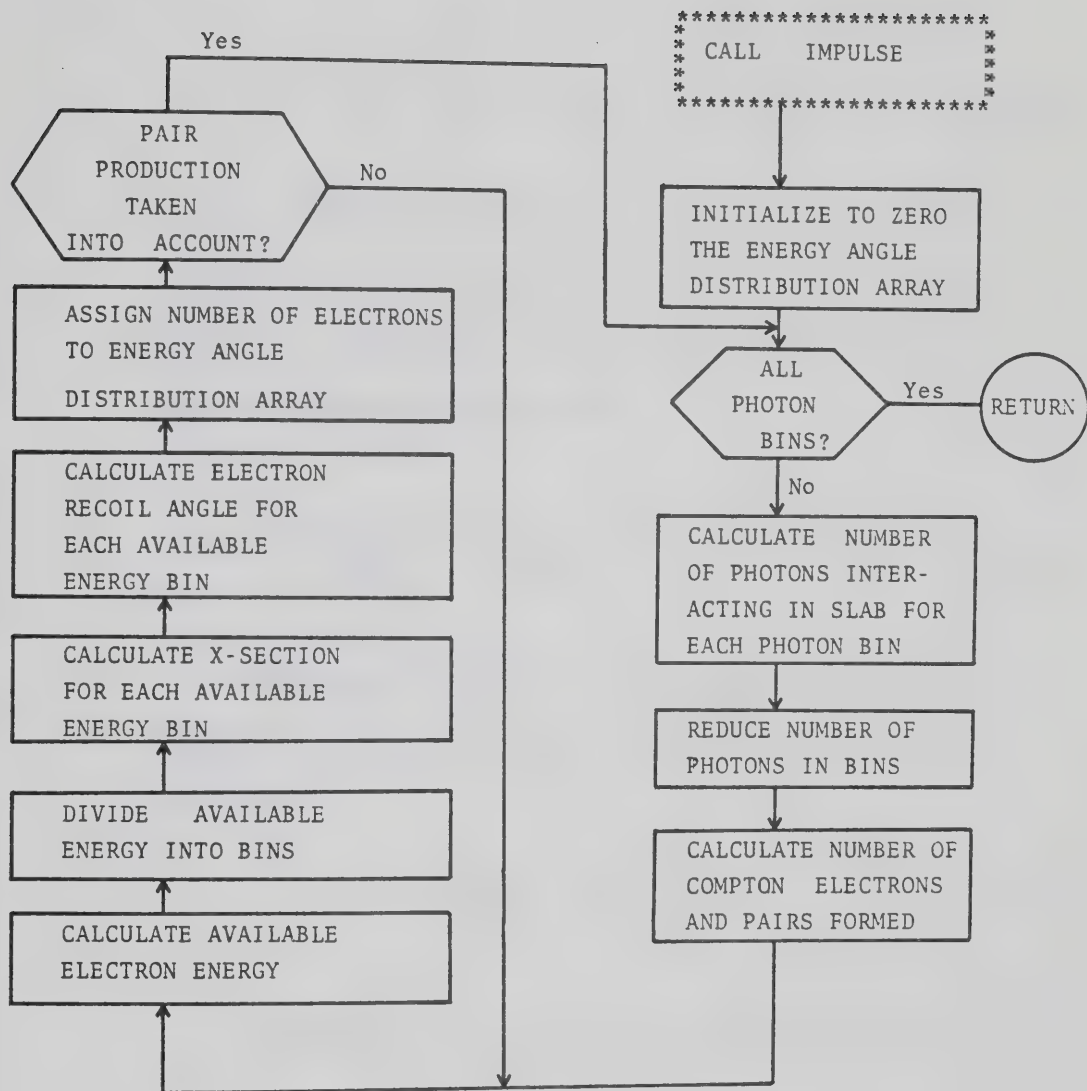 CALL IMPULSE
INITIALIZE TO ZERO
THE ENERGY ANGLE
DISTRIBUTION ARRAY
ALL
PHOTON
BINS?
Yes
RETURN
No
CALCULATE NUMBER
OF PHOTONS INTER-
ACTING IN SLAB FOR
EACH PHOTON BIN
REDUCE NUMBER OF
PHOTONS IN BINS
CALCULATE NUMBER OF
COMPTON ELECTRONS
AND PAIRS FORMED
CALCULATE AVAILABLE
ELECTRON ENERGY
DIVIDE AVAILABLE
ENERGY INTO BINS
CALCULATE X-SECTION
FOR EACH AVAILABLE
ENERGY BIN
CALCULATE ELECTRON
RECOIL ANGLE FOR
EACH AVAILABLE
ENERGY BIN
ASSIGN NUMBER OF ELECTRONS
TO ENERGY ANGLE
DISTRIBUTION ARRAY
PAIR
PRODUCTION
TAKEN
INTO ACCOUNT?
No
Yes